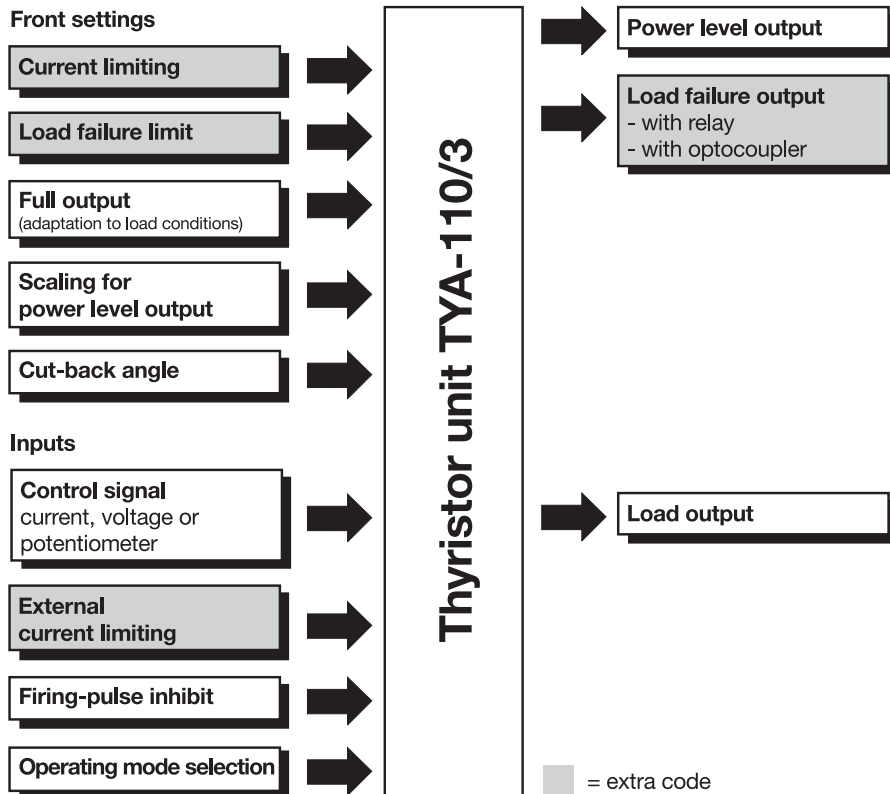 Front settings
Current limiting
Load failure limit
Full output
(adaptation to load conditions)
Scaling for
power level output
Cut-back angle
Inputs
Control signal
current, voltage or
potentiometer
External
current limiting
Firing-pulse inhibit
Operating mode selection
Thyristor unit TYA-110/3
Power level output
Load failure output
- with relay
- with optocoupler
Load output
= extra code